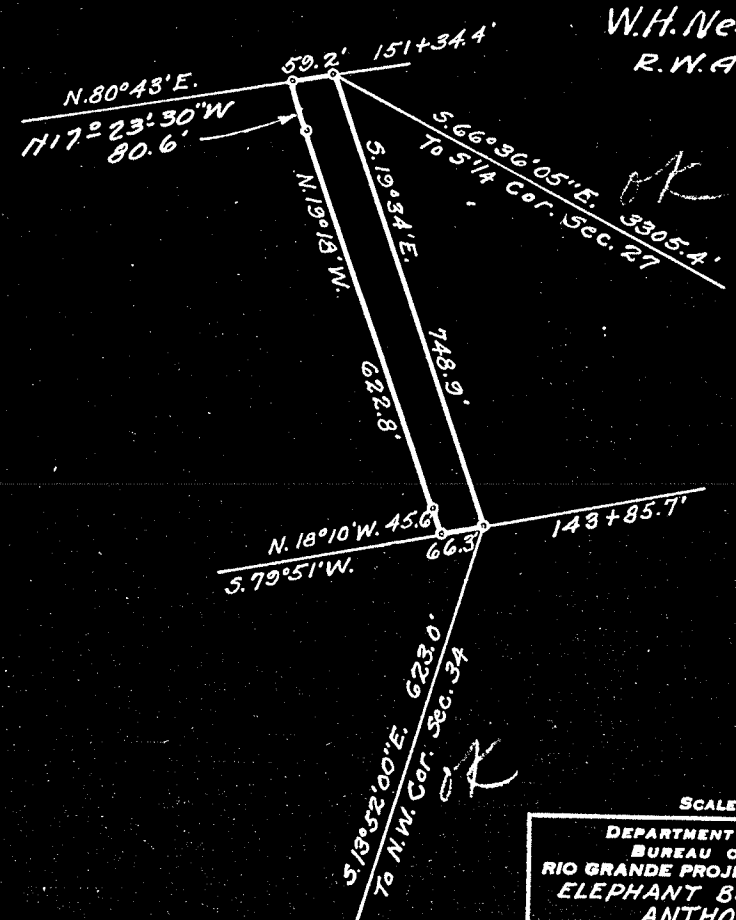 W.H. Ne
R.W.A
59.2' 151+34.4'
N.80°43'E.
N17º 23'30"W
80.6'
S.66°36'05"E. 3305.4'
To S¼ Cor. Sec. 27
OK
S.19°34'E. 748.9'
N.19°18'W. 622.8'
N.18°10'W. 45.6'
66.3'
143+85.7'
S.79°51'W.
S.13°52'00"E. 623.0'
To N.W. Cor. Sec. 34
OK
SCALE
DEPARTMENT
BUREAU O
RIO GRANDE PROJE
ELEPHANT B
ANTHO